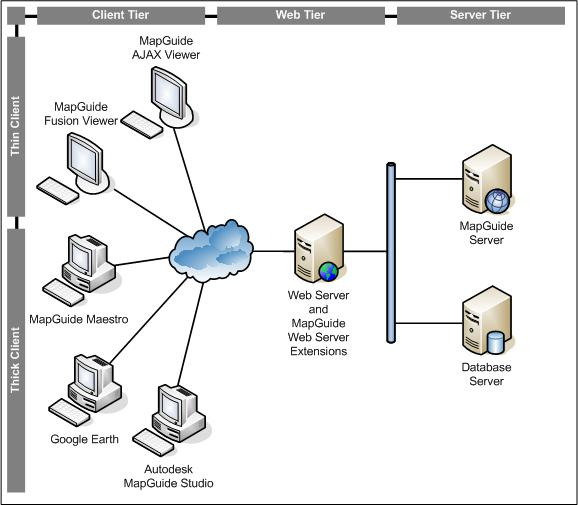 Client Tier
Web Tier
Server Tier
Thin Client
Thick Client
MapGuide
AJAX Viewer
MapGuide
Fusion Viewer
MapGuide Maestro
Google Earth
Autodesk
MapGuide Studio
Web Server
and
MapGuide
Web Server
Extensions
MapGuide
Server
Database
Server